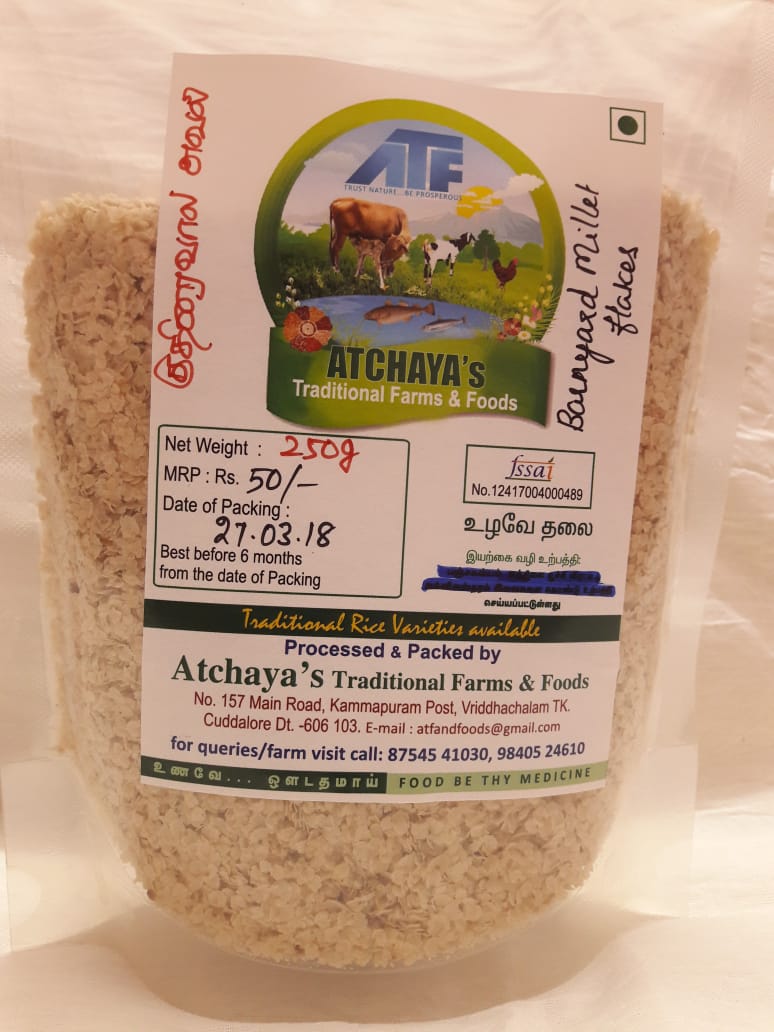 குதிரைவால் அவல்
ATF
TRUST NATURE...BE PROSPEROUS
Barnyard Millet
flakes
ATCHAYA's
Traditional Farms & Foods
Net Weight : 250g
MRP : Rs. 50/-
Date of Packing :
27.03.18
Best before 6 months
from the date of Packing
fssai
No.12417004000489
உழவே தலை
இயற்கை வழி உற்பத்தி:
செய்யப்பட்டுள்ளது
Traditional Rice Varieties available
Processed & Packed by
Atchaya's Traditional Farms & Foods
No. 157 Main Road, Kammapuram Post, Vriddhachalam TK.
Cuddalore Dt. -606 103. E-mail : atfandfoods@gmail.com
for queries/farm visit call: 87545 41030, 98405 24610
உணவே... ஔடதமாய் FOOD BE THY MEDICINE